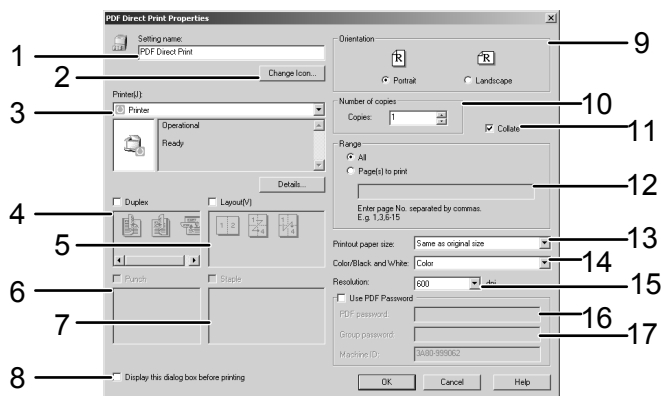 PDF Direct Print Properties
Setting name:
PDF Direct Print
Change Icon...
Printer(J):
Printer
Operational
Ready
Details...
Duplex
Layout(V)
1 2
Punch
Staple
Display this dialog box before printing
Orientation
R R
Portrait Landscape
Number of copies
Copies: 1
Collate
Range
All
Page(s) to print
Enter page No. separated by commas.
E.g. 1,3,6-15
Printout paper size: Same as original size
Color/Black and White: Color
Resolution: 600 dpi
Use PDF Password
PDF password:
Group password:
Machine ID: 3A80-999062
OK Cancel Help
1
2
3
4
5
6
7
8
9
10
11
12
13
14
15
16
17